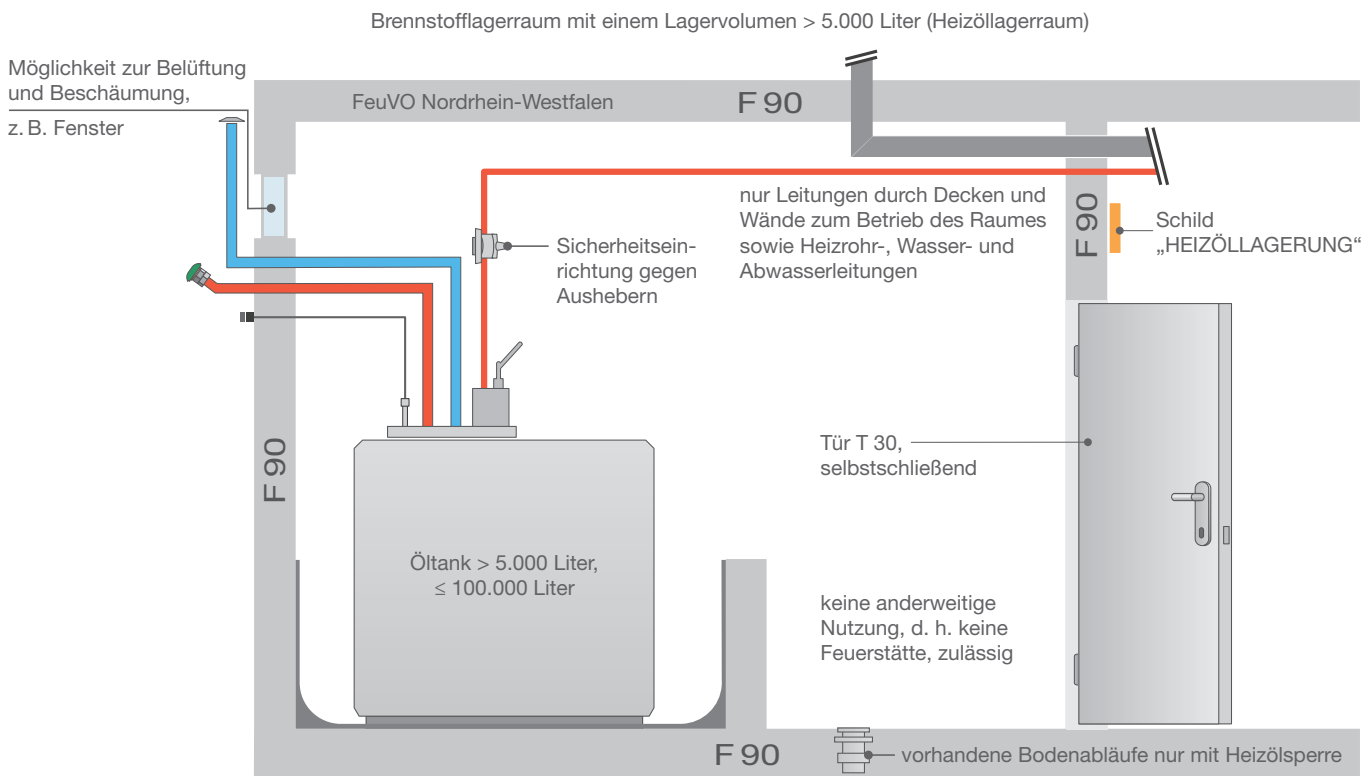 Brennstofflagerraum mit einem Lagervolumen > 5.000 Liter (Heizöllagerraum)
Möglichkeit zur Belüftung
und Beschäumung,
z. B. Fenster
FeuVO Nordrhein-Westfalen
F 90
nur Leitungen durch Decken und
Wände zum Betrieb des Raumes
sowie Heizrohr-, Wasser- und
Abwasserleitungen
F 90
Schild
„HEIZÖLLAGERUNG“
Sicherheitsein-
richtung gegen
Aushebern
F 90
Tür T 30,
selbstschließend
Öltank > 5.000 Liter,
≤ 100.000 Liter
keine anderweitige
Nutzung, d. h. keine
Feuerstätte, zulässig
F 90
vorhandene Bodenabläufe nur mit Heizölsperre